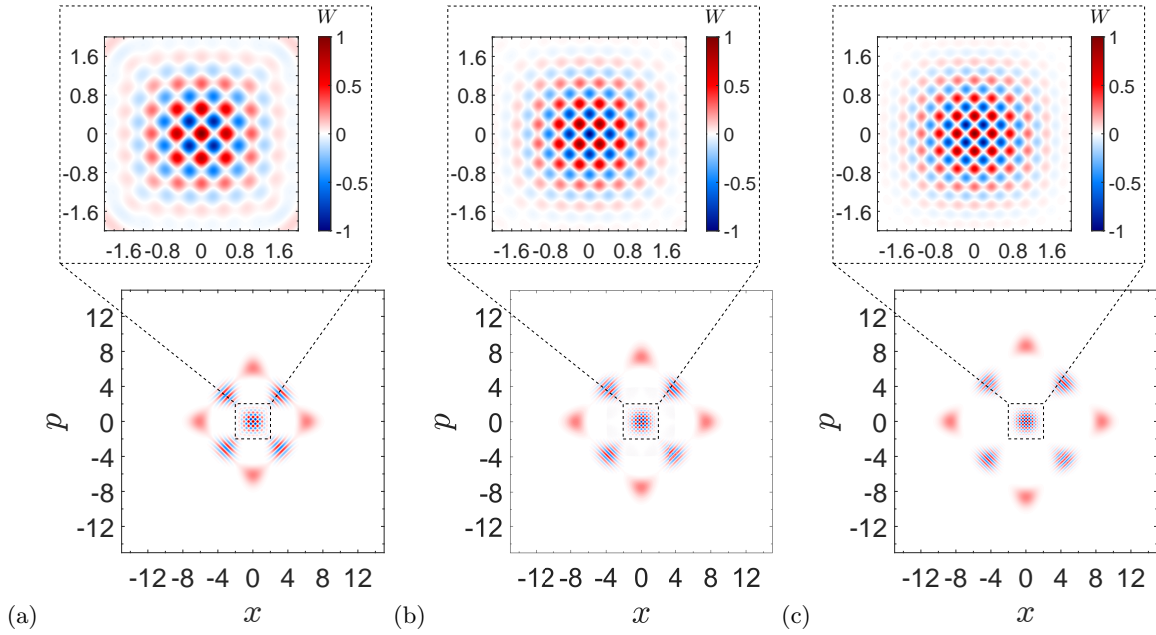 W W W
1.6 1 1.6 1 1.6 1
0.8 0.5 0.8 0.5 0.8 0.5
0 0 0 0 0 0
-0.8 -0.5 -0.8 -0.5 -0.8 -0.5
-1.6 -1 -1.6 -1 -1.6 -1
-1.6 -0.8 0 0.8 1.6 -1.6 -0.8 0 0.8 1.6 -1.6 -0.8 0 0.8 1.6
12 12 12
8 8 8
4 4 4
p 0 p 0 p 0
-4 -4 -4
-8 -8 -8
-12 -12 -12
-12 -8 -4 0 4 8 12 -12 -8 -4 0 4 8 12 -12 -8 -4 0 4 8 12
(a) x (b) x (c) x